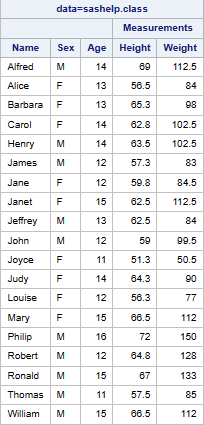 data=sashelp.class
Measurements
Name Sex Age Height Weight
Alfred M 14 69 112.5
Alice F 13 56.5 84
Barbara F 13 65.3 98
Carol F 14 62.8 102.5
Henry M 14 63.5 102.5
James M 12 57.3 83
Jane F 12 59.8 84.5
Janet F 15 62.5 112.5
Jeffrey M 13 62.5 84
John M 12 59 99.5
Joyce F 11 51.3 50.5
Judy F 14 64.3 90
Louise F 12 56.3 77
Mary F 15 66.5 112
Philip M 16 72 150
Robert M 12 64.8 128
Ronald M 15 67 133
Thomas M 11 57.5 85
William M 15 66.5 112